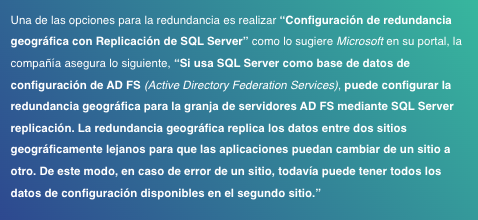 Una de las opciones para la redundancia es realizar “Configuración de redundancia
geográfica con Replicación de SQL Server” como lo sugiere Microsoft en su portal, la
compañía asegura lo siguiente, “Si usa SQL Server como base de datos de
configuración de AD FS (Active Directory Federation Services), puede configurar la
redundancia geográfica para la granja de servidores AD FS mediante SQL Server
replicación. La redundancia geográfica replica los datos entre dos sitios
geográficamente lejanos para que las aplicaciones puedan cambiar de un sitio a
otro. De este modo, en caso de error de un sitio, todavía puede tener todos los
datos de configuración disponibles en el segundo sitio.”